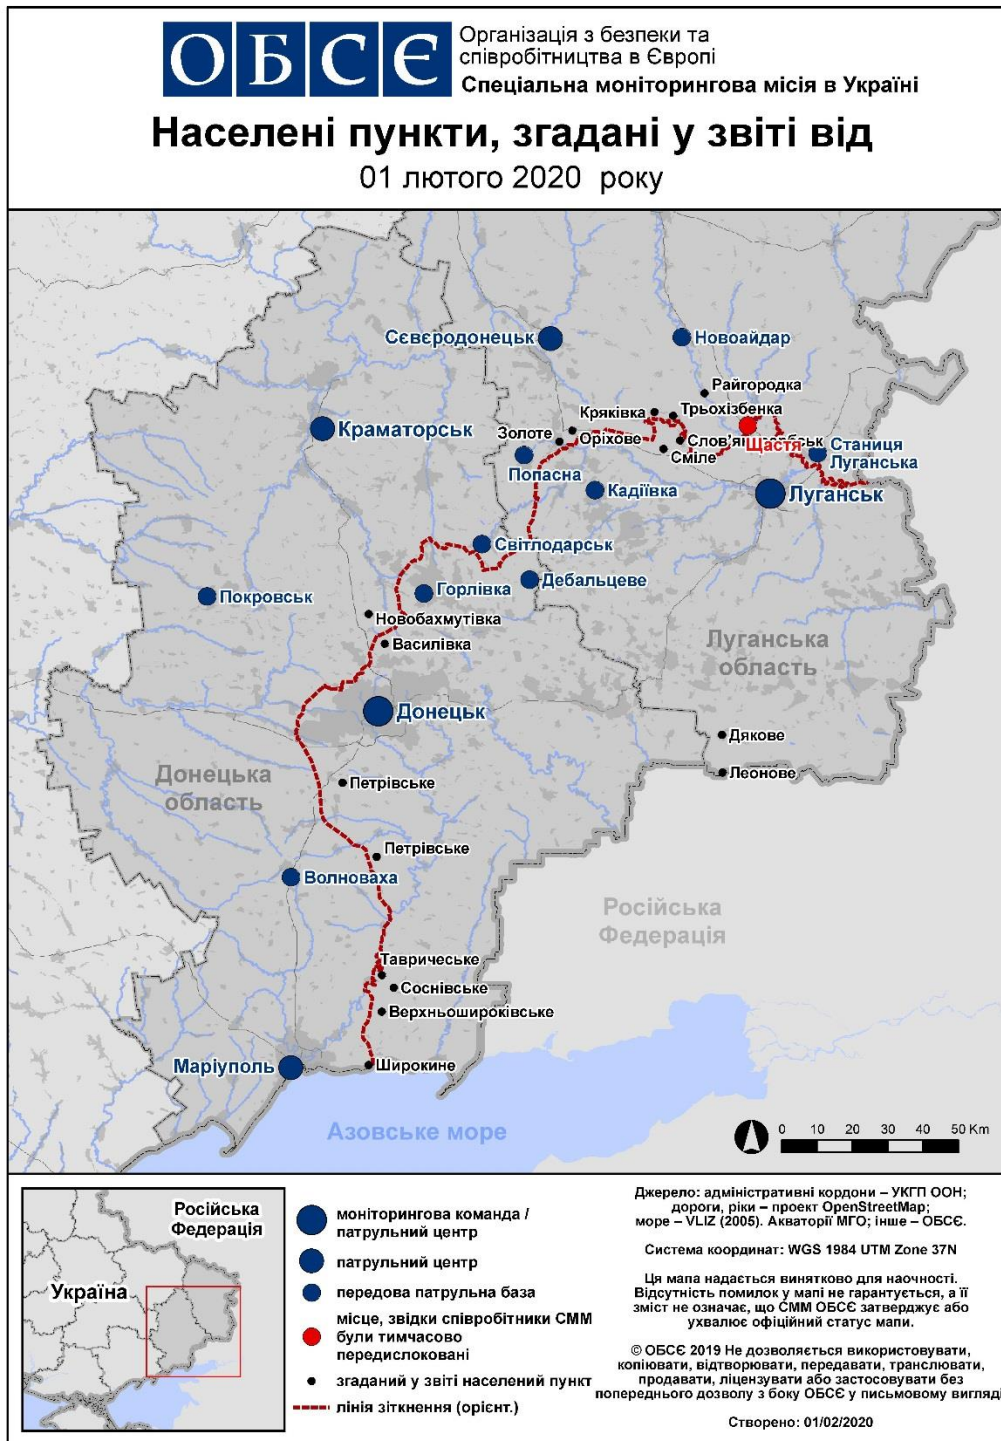 ОБСЄ
Організація з безпеки та
співробітництва в Європі
Спеціальна моніторингова місія в Україні
Населені пункти, згадані у звіті від
01 лютого 2020 року
Сєвєродонецьк
Новоайдар
Райгородка
Кряківка
Трьохізбенка
Краматорськ
Золоте
Оріхове
Слов'яносербськ
Щастя
Станиця
Луганська
Сміле
Попасна
Кадіївка
Луганськ
Світлодарськ
Дебальцеве
Горлівка
Покровськ
Новобахмутівка
Василівка
Луганська
область
Донецьк
Дякове
Леонове
Донецька
область
Петрівське
Петрівське
Волноваха
Російська
Федерація
Тавричеське
Соснівське
Верхньошироківське
Маріуполь
Широкине
Азовське море
0 10 20 30 40 50 Km
Російська
Федерація
Україна
моніторингова команда /
патрульний центр
патрульний центр
передова патрульна база
місце, звідки співробітники СММ
були тимчасово
передислоковані
згаданий у звіті населений пункт
лінія зіткнення (орієнт.)
Джерело: адміністративні кордони – УКГП ООН;
дороги, ріки – проект OpenStreetMap;
море – VLIZ (2005). Акваторії МГО; інше – ОБСЄ.
Система координат: WGS 1984 UTM Zone 37N
Ця мапа надається винятково для наочності.
Відсутність помилок у мапі не гарантується, а її
зміст не означає, що СММ ОБСЄ затверджує або
ухвалює офіційний статус мапи.
© ОБСЄ 2019 Не дозволяється використовувати,
копіювати, відтворювати, передавати, транслювати,
продавати, ліцензувати або застосовувати без
попереднього дозволу з боку ОБСЄ у письмовому вигляді
Створено: 01/02/2020